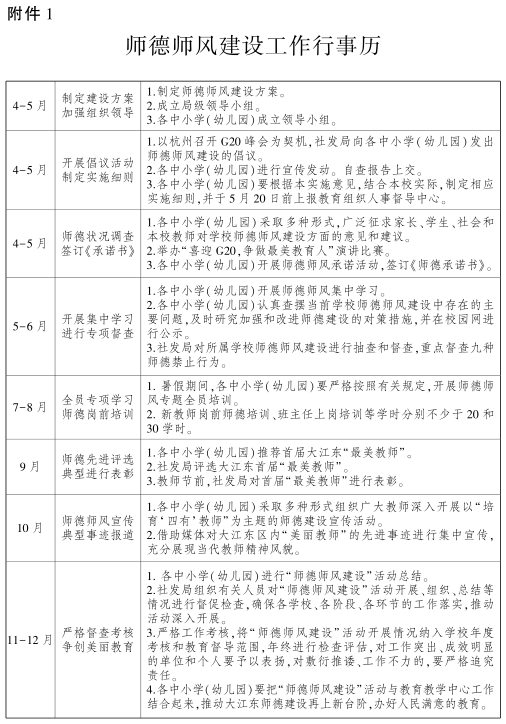 附件 1
师德师风建设工作行事历
4-5 月
制定建设方案
加强组织领导
1.制定师德师风建设方案。
2.成立局级领导小组。
3.各中小学(幼儿园)成立领导小组。
4-5 月
开展倡议活动
制定实施细则
1.以杭州召开 G20 峰会为契机,社发局向各中小学(幼儿园)发出
师德师风建设的倡议。
2.各中小学(幼儿园)进行宣传发动。自查报告上交。
3.各中小学(幼儿园)要根据本实施意见,结合本校实际,制定相应
实施细则,并于 5 月 20 日前上报教育组织人事督导中心。
4-5 月
师德状况调查
签订《承诺书》
1.各中小学(幼儿园)采取多种形式,广泛征求家长、学生、社会和
本校教师对学校师德师风建设方面的意见和建议。
2.举办“喜迎 G20,争做最美教育人”演讲比赛。
3.各中小学(幼儿园)开展师德师风承诺活动,签订《师德承诺书》。
5-6 月
开展集中学习
进行专项督查
1.各中小学(幼儿园)开展师德师风集中学习。
2.各中小学(幼儿园)认真查摆当前学校师德师风建设中存在的主
要问题,及时研究加强和改进师德建设的对策措施,并在校园网进
行公示。
3.社发局对所属学校师德师风建设进行抽查和督查,重点督查九种
师德禁止行为。
7-8 月
全员专项学习
师德岗前培训
1. 暑假期间,各中小学(幼儿园)要严格按照有关规定,开展师德师
风专题全员培训。
2. 新教师岗前师德培训、班主任上岗培训等学时分别不少于 20 和
30 学时。
9 月
师德先进评选
典型进行表彰
1.各中小学(幼儿园)推荐首届大江东“最美教师”。
2.社发局评选大江东首届“最美教师”。
3.教师节前,社发局对首届“最美教师”进行表彰。
10 月
师德师风宣传
典型事迹报道
1.各中小学(幼儿园)采取多种形式组织广大教师深入开展以“培
育‘四有’教师”为主题的师德建设宣传活动。
2.借助媒体对大江东区内“美丽教师”的先进事迹进行集中宣传,
充分展现当代教师精神风貌。
11-12 月
严格督查考核
争创美丽教育
1. 各中小学(幼儿园)进行“师德师风建设”活动总结。
2.社发局组织有关人员对“师德师风建设”活动开展、组织、总结等
情况进行督促检查,确保各学校、各阶段、各环节的工作落实,推动
活动深入开展。
3.严格工作考核,将“师德师风建设”活动开展情况纳入学校年度
考核和教育督导范围,年终进行检查评估,对工作突出、成效明显
的单位和个人要予以表扬,对敷衍推诿、工作不力的,要严格追究
责任。
4.各中小学(幼儿园)要把“师德师风建设”活动与教育教学中心工作
结合起来,推动大江东师德建设再上新台阶,办好人民满意的教育。